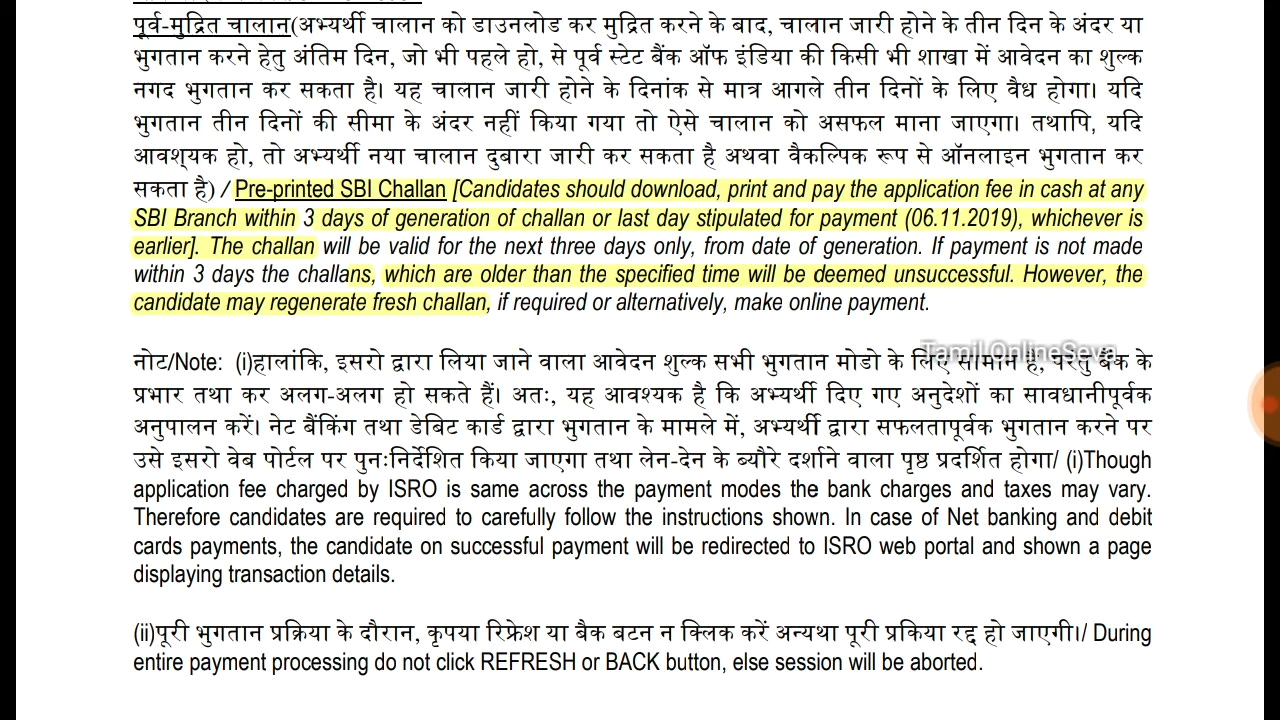 पूर्व-मुद्रित चालान(अभ्यर्थी चालान को डाउनलोड कर मुद्रित करने के बाद, चालान जारी होने के तीन दिन के अंदर या
भुगतान करने हेतु अंतिम दिन, जो भी पहले हो, से पूर्व स्टेट बैंक ऑफ इंडिया की किसी भी शाखा में आवेदन का शुल्क
नगद भुगतान कर सकता है। यह चालान जारी होने के दिनांक से मात्र आगले तीन दिनों के लिए वैध होगा। यदि
भुगतान तीन दिनों की सीमा के अंदर नहीं किया गया तो ऐसे चालान को असफल माना जाएगा। तथापि, यदि
आवश्यक हो, तो अभ्यर्थी नया चालान दुबारा जारी कर सकता है अथवा वैकल्पिक रूप से ऑनलाइन भुगतान कर
सकता है) / Pre-printed SBI Challan [Candidates should download, print and pay the application fee in cash at any
SBI Branch within 3 days of generation of challan or last day stipulated for payment (06.11.2019), whichever is
earlier]. The challan will be valid for the next three days only, from date of generation. If payment is not made
within 3 days the challans, which are older than the specified time will be deemed unsuccessful. However, the
candidate may regenerate fresh challan, if required or alternatively, make online payment.
Tamil OnlineSeva
नोट/Note: (i)हालांकि, इसरो द्वारा लिया जाने वाला आवेदन शुल्क सभी भुगतान मोडो के लिए सामान है, परंतु बैंक के
प्रभार तथा कर अलग-अलग हो सकते हैं। अतः, यह आवश्यक है कि अभ्यर्थी दिए गए अनुदेशों का सावधानीपूर्वक
अनुपालन करें। नेट बैंकिंग तथा डेबिट कार्ड द्वारा भुगतान के मामले में, अभ्यर्थी द्वारा सफलतापूर्वक भुगतान करने पर
उसे इसरो वेब पोर्टल पर पुनःनिर्देशित किया जाएगा तथा लेन-देन के ब्यौरे दर्शाने वाला पृष्ठ प्रदर्शित होगा/ (i)Though
application fee charged by ISRO is same across the payment modes the bank charges and taxes may vary.
Therefore candidates are required to carefully follow the instructions shown. In case of Net banking and debit
cards payments, the candidate on successful payment will be redirected to ISRO web portal and shown a page
displaying transaction details.
(ii)पूरी भुगतान प्रक्रिया के दौरान, कृपया रिफ्रेश या बैक बटन न क्लिक करें अन्यथा पूरी प्रकिया रद्द हो जाएगी।/ During
entire payment processing do not click REFRESH or BACK button, else session will be aborted.